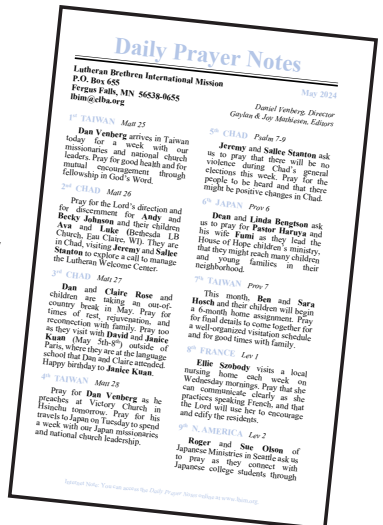 Daily Prayer Notes
Lutheran Brethren International Mission
P.O. Box 655
Fergus Falls, MN 56538-0655
lbim@clba.org
May 2024
Daniel Venberg, Director
Gaylan & Joy Mathiesen, Editors
1st TAIWAN Matt 25
Dan Venberg arrives in Taiwan
today for a week with our
missionaries and national church
leaders. Pray for good health and for
mutual encouragement through
fellowship in God's Word.
2nd CHAD Matt 26
Pray for the Lord's direction and
for discernment for Andy and
Becky Johnson and their children
Ava and Luke (Bethesda LB
Church, Eau Claire, WI). They are
in Chad, visiting Jeremy and Sallee
Stanton to explore a call to manage
the Lutheran Welcome Center.
3rd CHAD Matt 27
Dan and Claire Rose and
children are taking an out-of-
country break in May. Pray for
times of rest, rejuvenation, and
reconnection with family. Pray too
as they visit with David and Janice
Kuan (May 5th-8th) outside of
Paris, where they are at the language
school that Dan and Claire attended.
Happy birthday to Janice Kuan.
4th TAIWAN Matt 28
Pray for Dan Venberg as he
preaches at Victory Church in
Hsinchu tomorrow. Pray for his
travels to Japan on Tuesday to spend
a week with our Japan missionaries
and national church leadership.
5th CHAD Psalm 7-9
Jeremy and Sallee Stanton ask
us to pray that there will be no
violence during Chad's general
elections this week. Pray for the
people to be heard and that there
might be positive changes in Chad.
6th JAPAN Prov 6
Dean and Linda Bengtson ask
us to pray for Pastor Haruya and
his wife Fumi as they lead the
House of Hope children's ministry,
that they might reach many children
and young families in their
neighborhood.
7th TAIWAN Prov 7
This month, Ben and Sara
Hosch and their children will begin
a 6-month home assignment. Pray
for final details to come together for
a well-organized visitation schedule
and for good times with family.
8th FRANCE Lev 1
Ellie Szobody visits a local
nursing home each week on
Wednesday mornings. Pray that she
can communicate clearly as she
practices speaking French, and that
the Lord will use her to encourage
and edify the residents.
9th N. AMERICA Lev 2
Roger and Sue Olson of
Japanese Ministries in Seattle ask us
to pray as they connect with
Japanese college students through